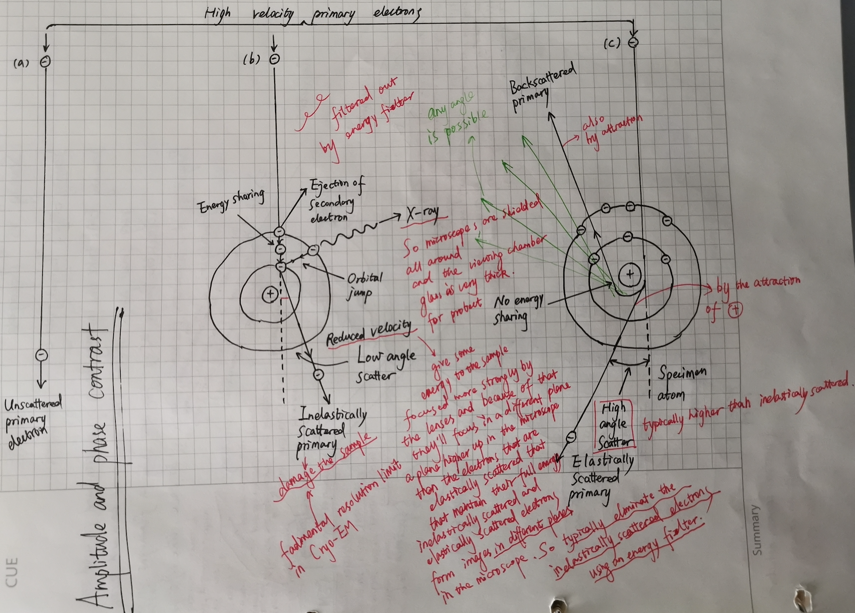 High velocity primary electrons
(a)
(b)
(c)
Unscattered
primary
electron
filtered out
by energy fielter
Energy sharing
Ejection of
secondary
electron
X-ray
Orbital
jump
Reduced velocity
Low angle
scatter
Inelastically
scattered
primary
damage the sample
fadmental resolution limit
in Cryo-EM
So microscopes are shielded
all around
and the viewing chamber
glass is very thick.
for product
give some
energy to the sample
focused more strongly by
the lenses and because of that
they'll focus in a different plane
a plane higher up in the microscope
than the electrons that are
elastically scattered that
that maintain their full energy
inelastically scattered and
elastically scattered electrons
form images in different planes
in the microscope. So typically eliminate the
inelastically scattered electrons
using an energy fielter.
any angle
is possible
Backscattered
primary
also
by attraction
No energy
sharing
by the attraction
of +
Specimen
atom
High
angle
scatter
typically higher than inelastically scattered.
Elastically
scattered
primary
Amplitude and phase contrast
CUE
Summary